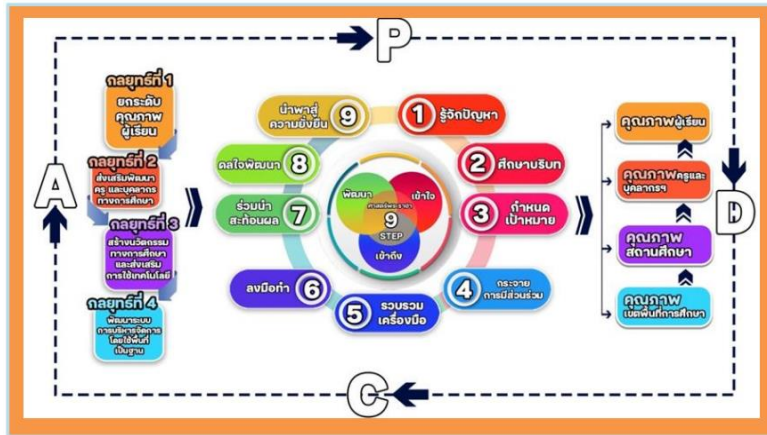 P
กลยุทธ์ที่ 1
ยกระดับ
คุณภาพ
ผู้เรียน
กลยุทธ์ที่ 2
ส่งเสริมพัฒนา
ครู และบุคลากร
ทางการศึกษา
กลยุทธ์ที่ 3
สร้างนวัตกรรม
ทางการศึกษา
และส่งเสริม
การใช้เทคโนโลยี
กลยุทธ์ที่ 4
พัฒนาระบบ
การบริหารจัดการ
โดยใช้พื้นที่
เป็นฐาน
A
1 รู้จักปัญหา
2 ศึกษาบริบท
3 กำหนด
เป้าหมาย
4 กระจาย
การมีส่วนร่วม
5 รวบรวม
เครื่องมือ
ลงมือทำ 6
ร่วมนำ
สะท้อนผล 7
ดลใจพัฒนา 8
นำพาสู่
ความยั่งยืน 9
พัฒนา
เข้าใจ
ศาสตร์พระราชา
9
STEP
เข้าถึง
คุณภาพผู้เรียน
คุณภาพครูและ
บุคลากรฯ
คุณภาพ
สถานศึกษา
คุณภาพ
เขตพื้นที่การศึกษา
D
C